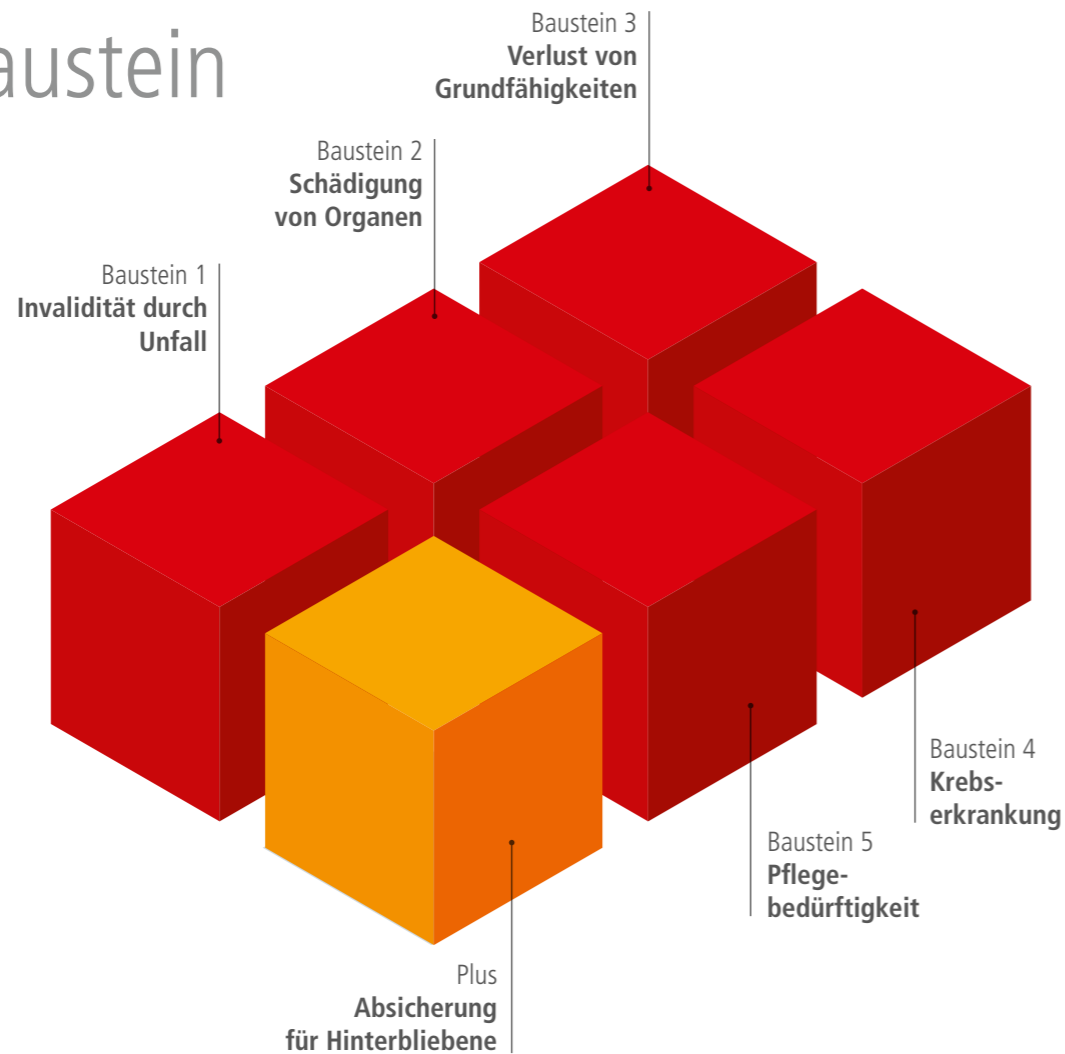 austein
Baustein 3
Verlust von
Grundfähigkeiten
Baustein 2
Schädigung
von Organen
Baustein 1
Invalidität durch
Unfall
Baustein 4
Krebs-
erkrankung
Baustein 5
Pflege-
bedürftigkeit
Plus
Absicherung
für Hinterbliebene